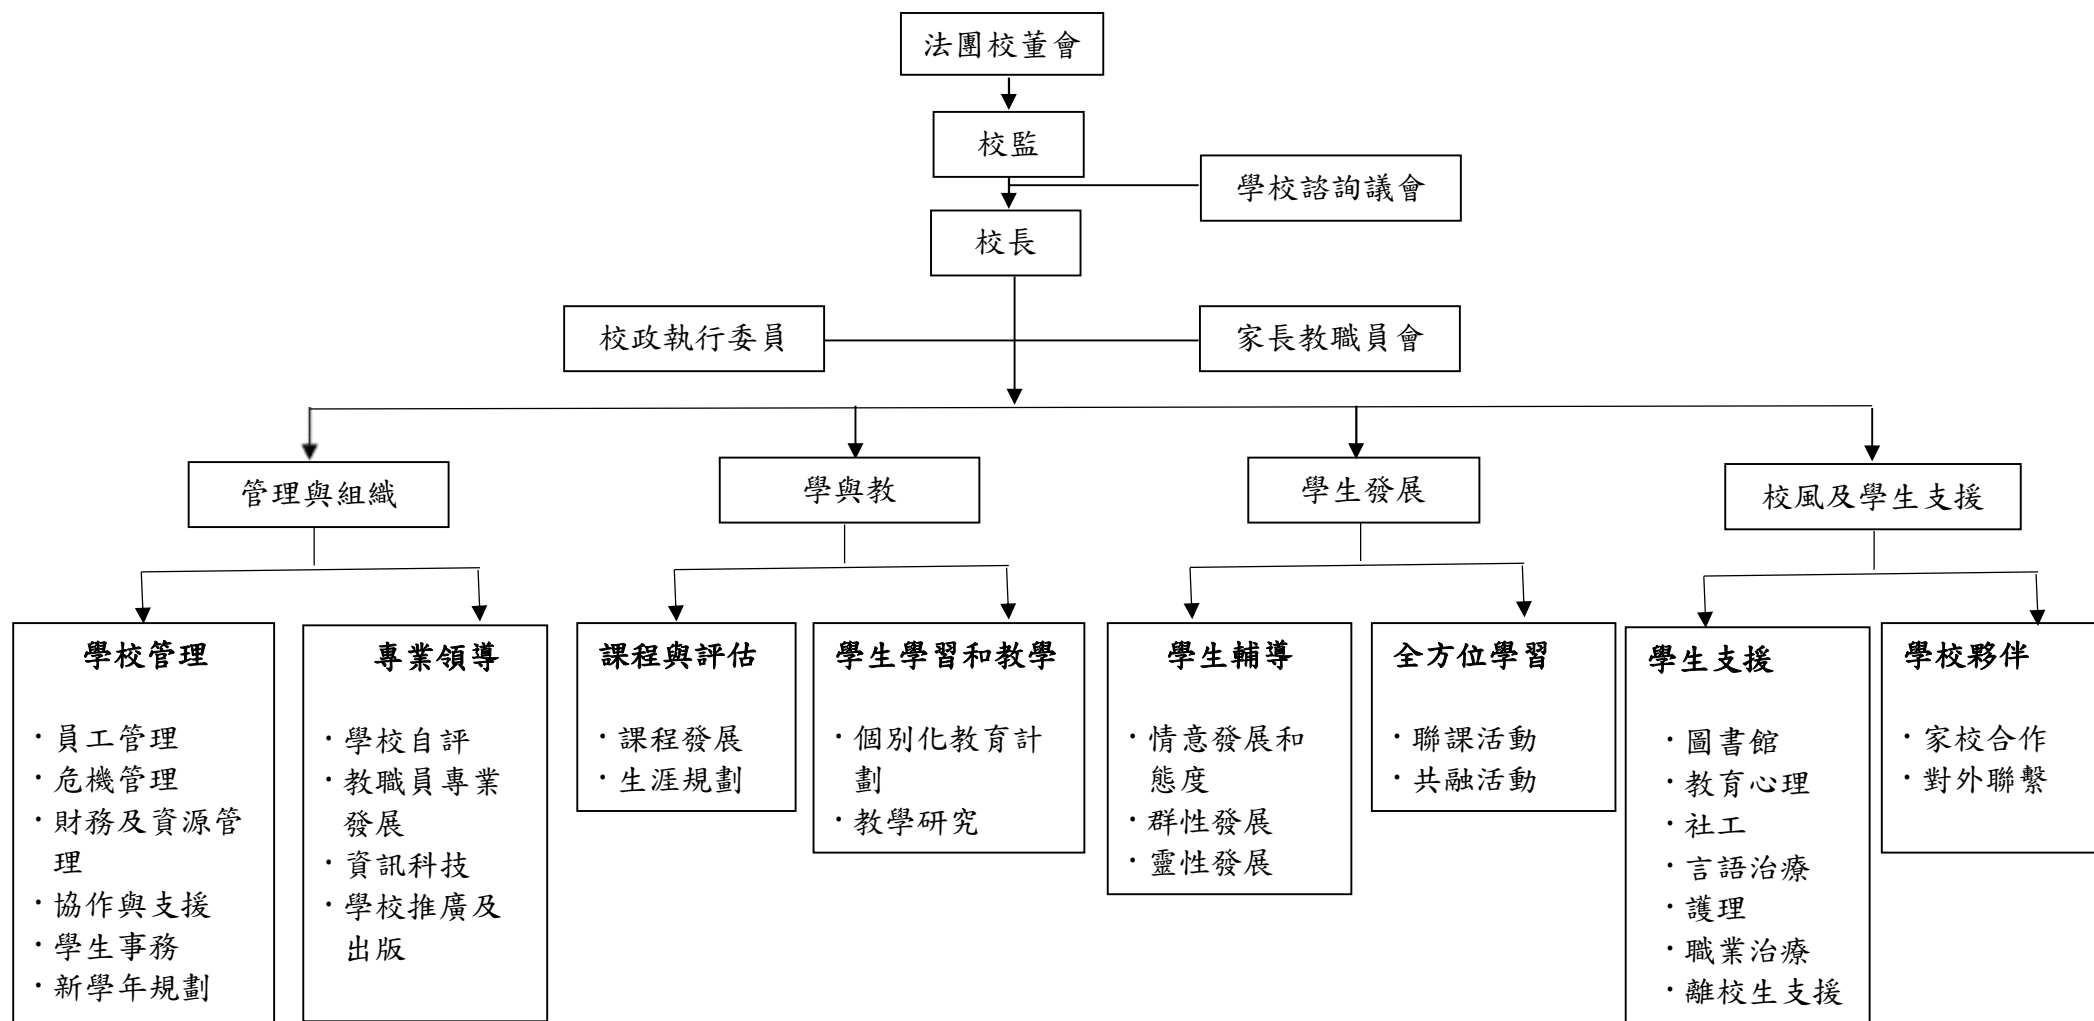 法團校董會
校監
學校諮詢議會
校長
校政執行委員
家長教職員會
管理與組織
學與教
學生發展
校風及學生支援
學校管理
·員工管理
·危機管理
·財務及資源管
理
·協作與支援
·學生事務
·新學年規劃
專業領導
·學校自評
·教職員專業
發展
·資訊科技
·學校推廣及
出版
課程與評估
·課程發展
·生涯規劃
學生學習和教學
·個別化教育計
劃
·教學研究
學生輔導
·情意發展和
態度
·群性發展
·靈性發展
全方位學習
·聯課活動
·共融活動
學生支援
·圖書館
·教育心理
·社工
·言語治療
·護理
·職業治療
·離校生支援
學校夥伴
·家校合作
·對外聯繫